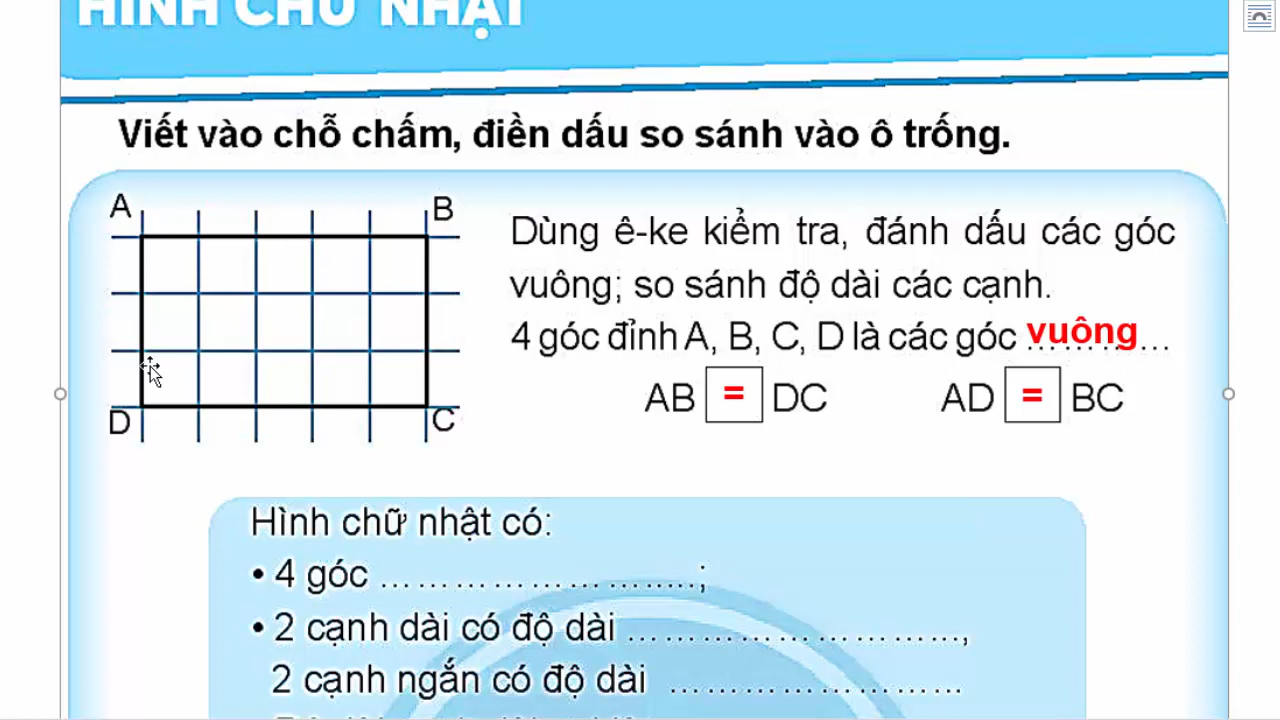 HÌNH CHỮ NHẬT
Viết vào chỗ chấm, điền dấu so sánh vào ô trống.
A
B
D
C
Dùng ê-ke kiểm tra, đánh dấu các góc
vuông; so sánh độ dài các cạnh.
4 góc đỉnh A, B, C, D là các góc vuông...
AB = DC AD = BC
Hình chữ nhật có:
• 4 góc ...........................;
• 2 cạnh dài có độ dài ...........................,
2 cạnh ngắn có độ dài ........................